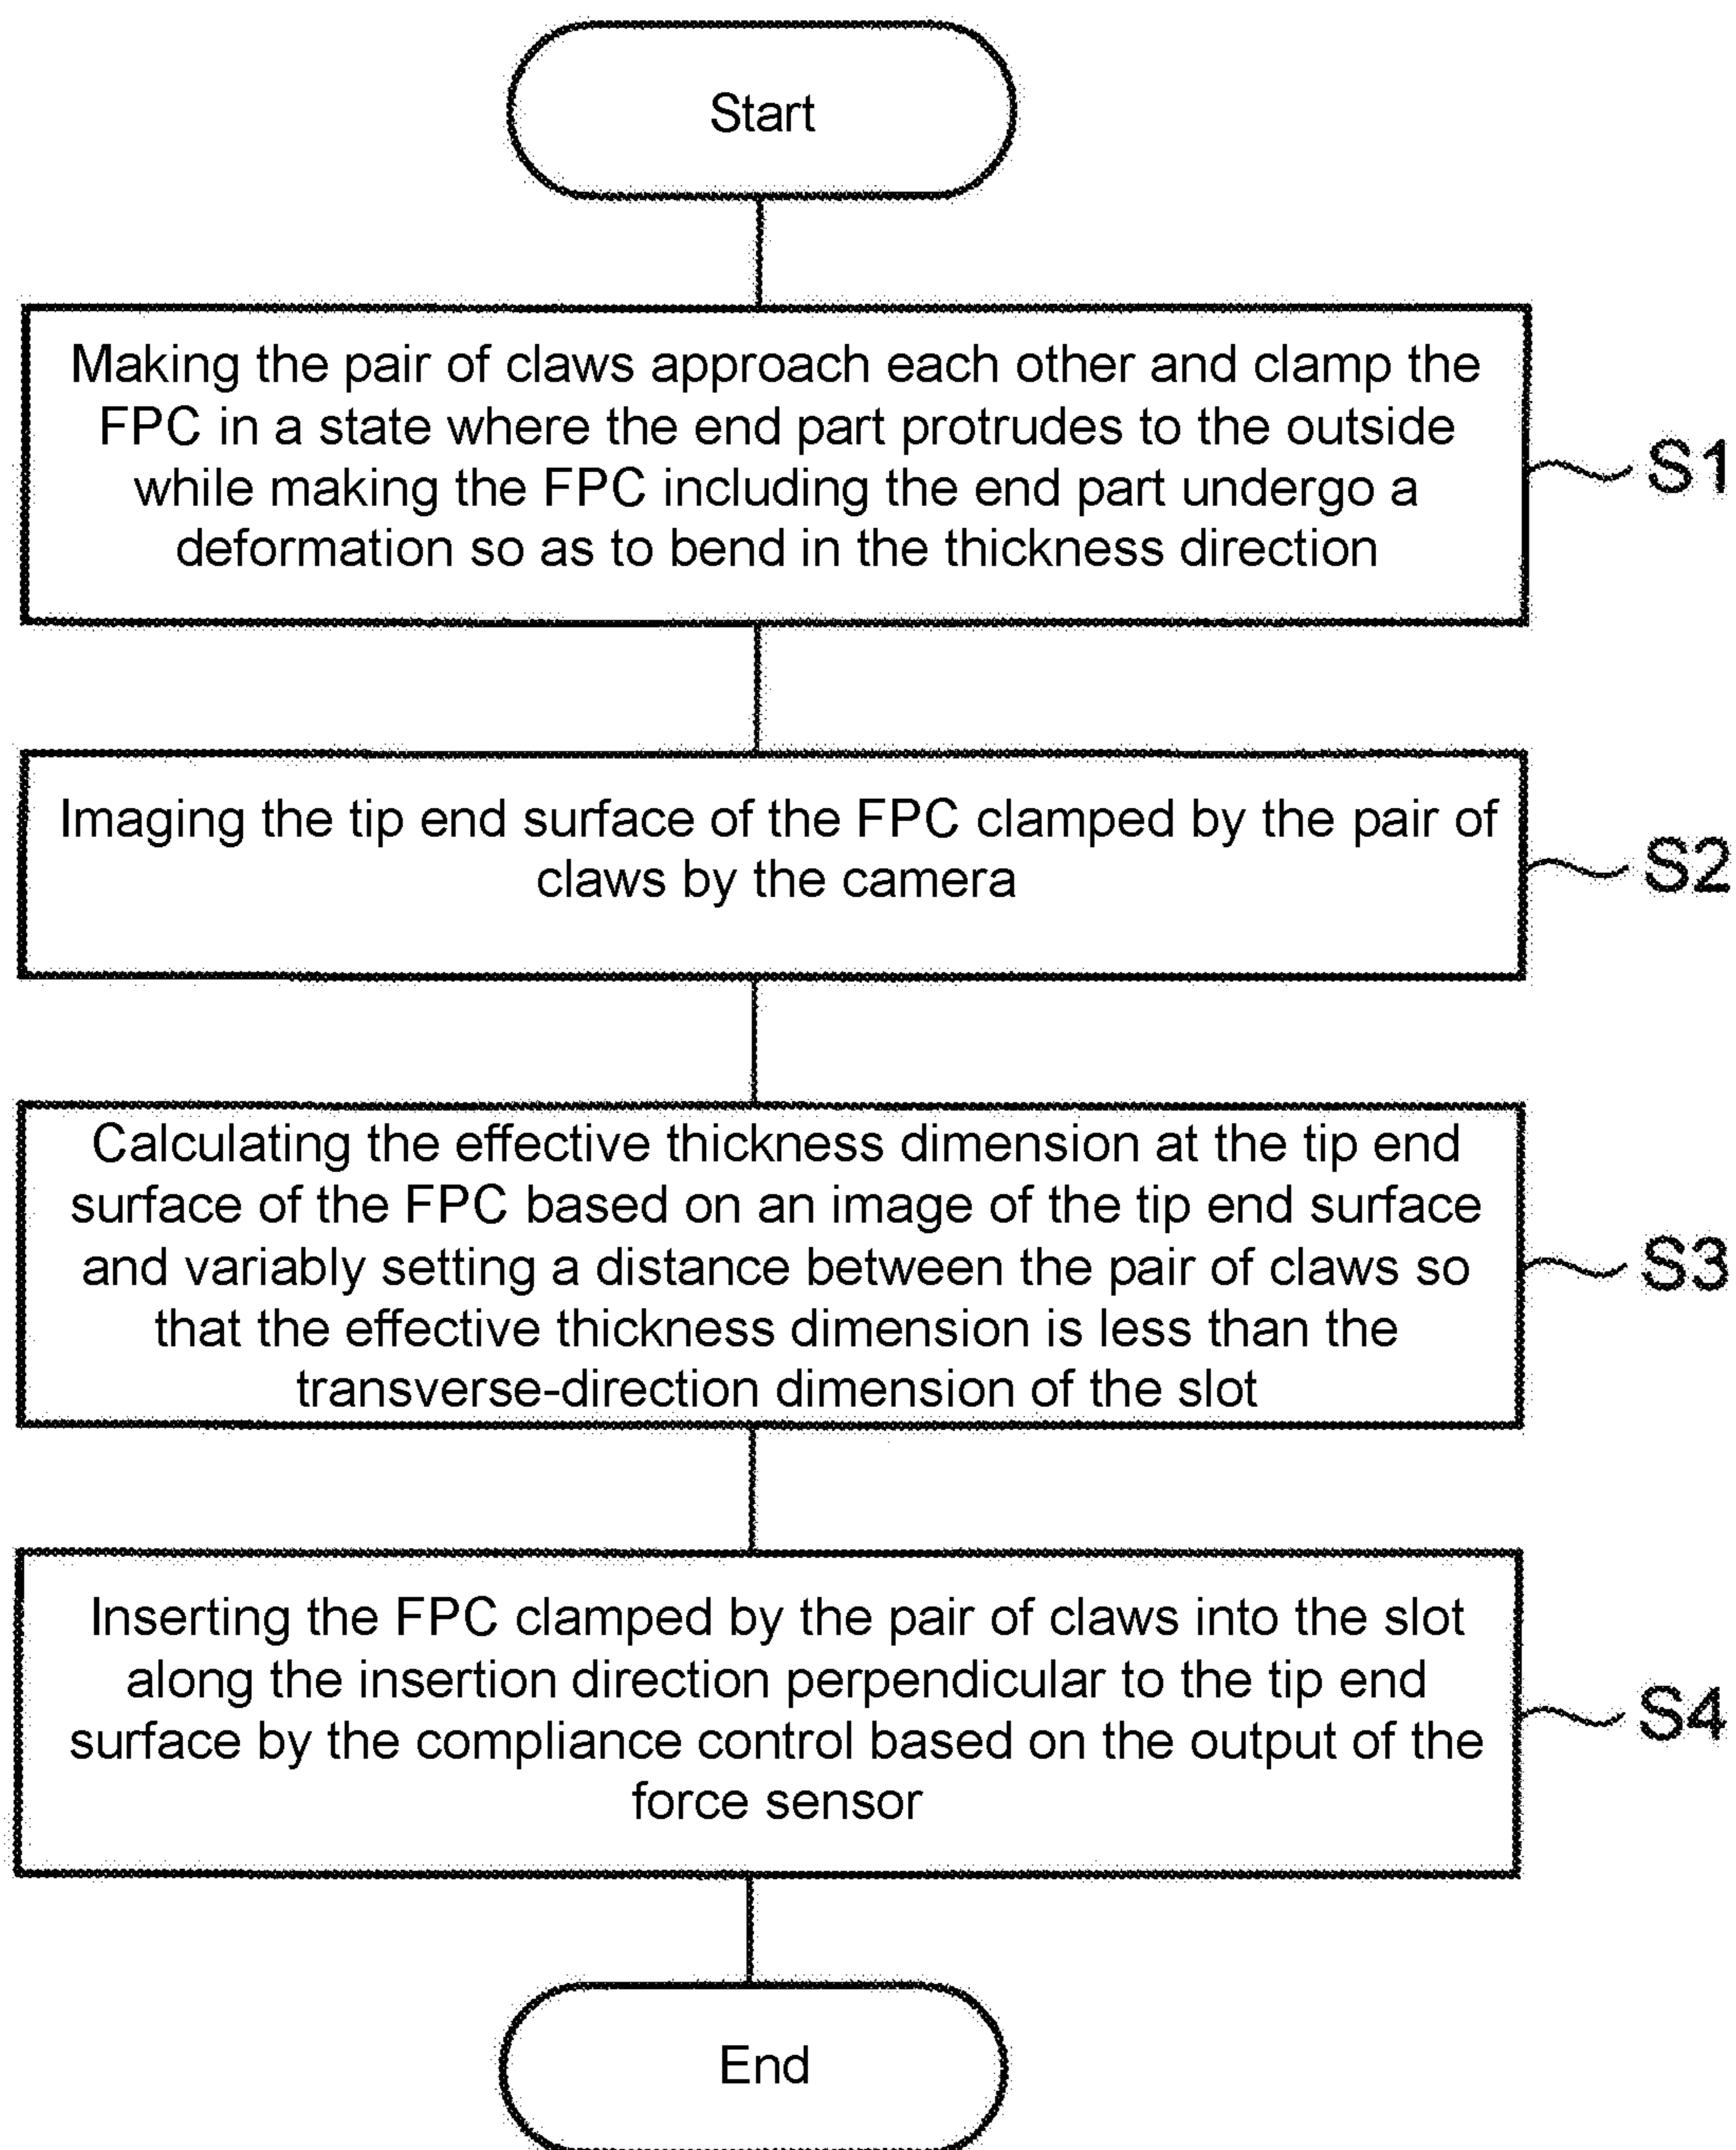 Start
Making the pair of claws approach each other and clamp the
FPC in a state where the end part protrudes to the outside
while making the FPC including the end part undergo a
deformation so as to bend in the thickness direction
S1
Imaging the tip end surface of the FPC clamped by the pair of
claws by the camera
S2
Calculating the effective thickness dimension at the tip end
surface of the FPC based on an image of the tip end surface
and variably setting a distance between the pair of claws so
that the effective thickness dimension is less than the
transverse-direction dimension of the slot
S3
Inserting the FPC clamped by the pair of claws into the slot
along the insertion direction perpendicular to the tip end
surface by the compliance control based on the output of the
force sensor
S4
End